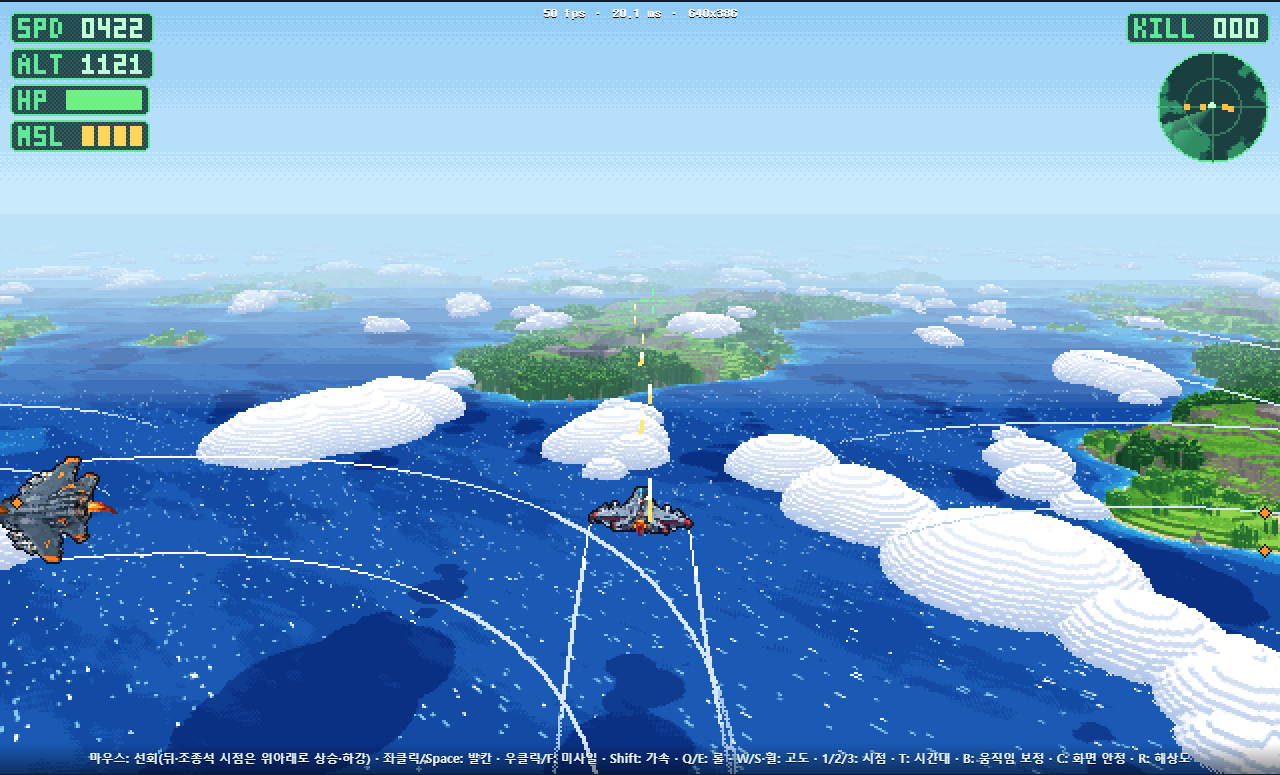 50 fps · 20.1 ms · 640x386
SPD 0422
KILL 000
ALT 1121
HP
MSL
마우스: 선회(뒤·조종석 시점은 위아래로 상승·하강) · 좌클릭/Space: 발칸 · 우클릭/F: 미사일 · Shift: 가속 · Q/E: 롤 · W/S·휠: 고도 · 1/2/3: 시점 · T: 시간대 · B: 움직임 보정 · C: 화면 안정 · R: 해상도